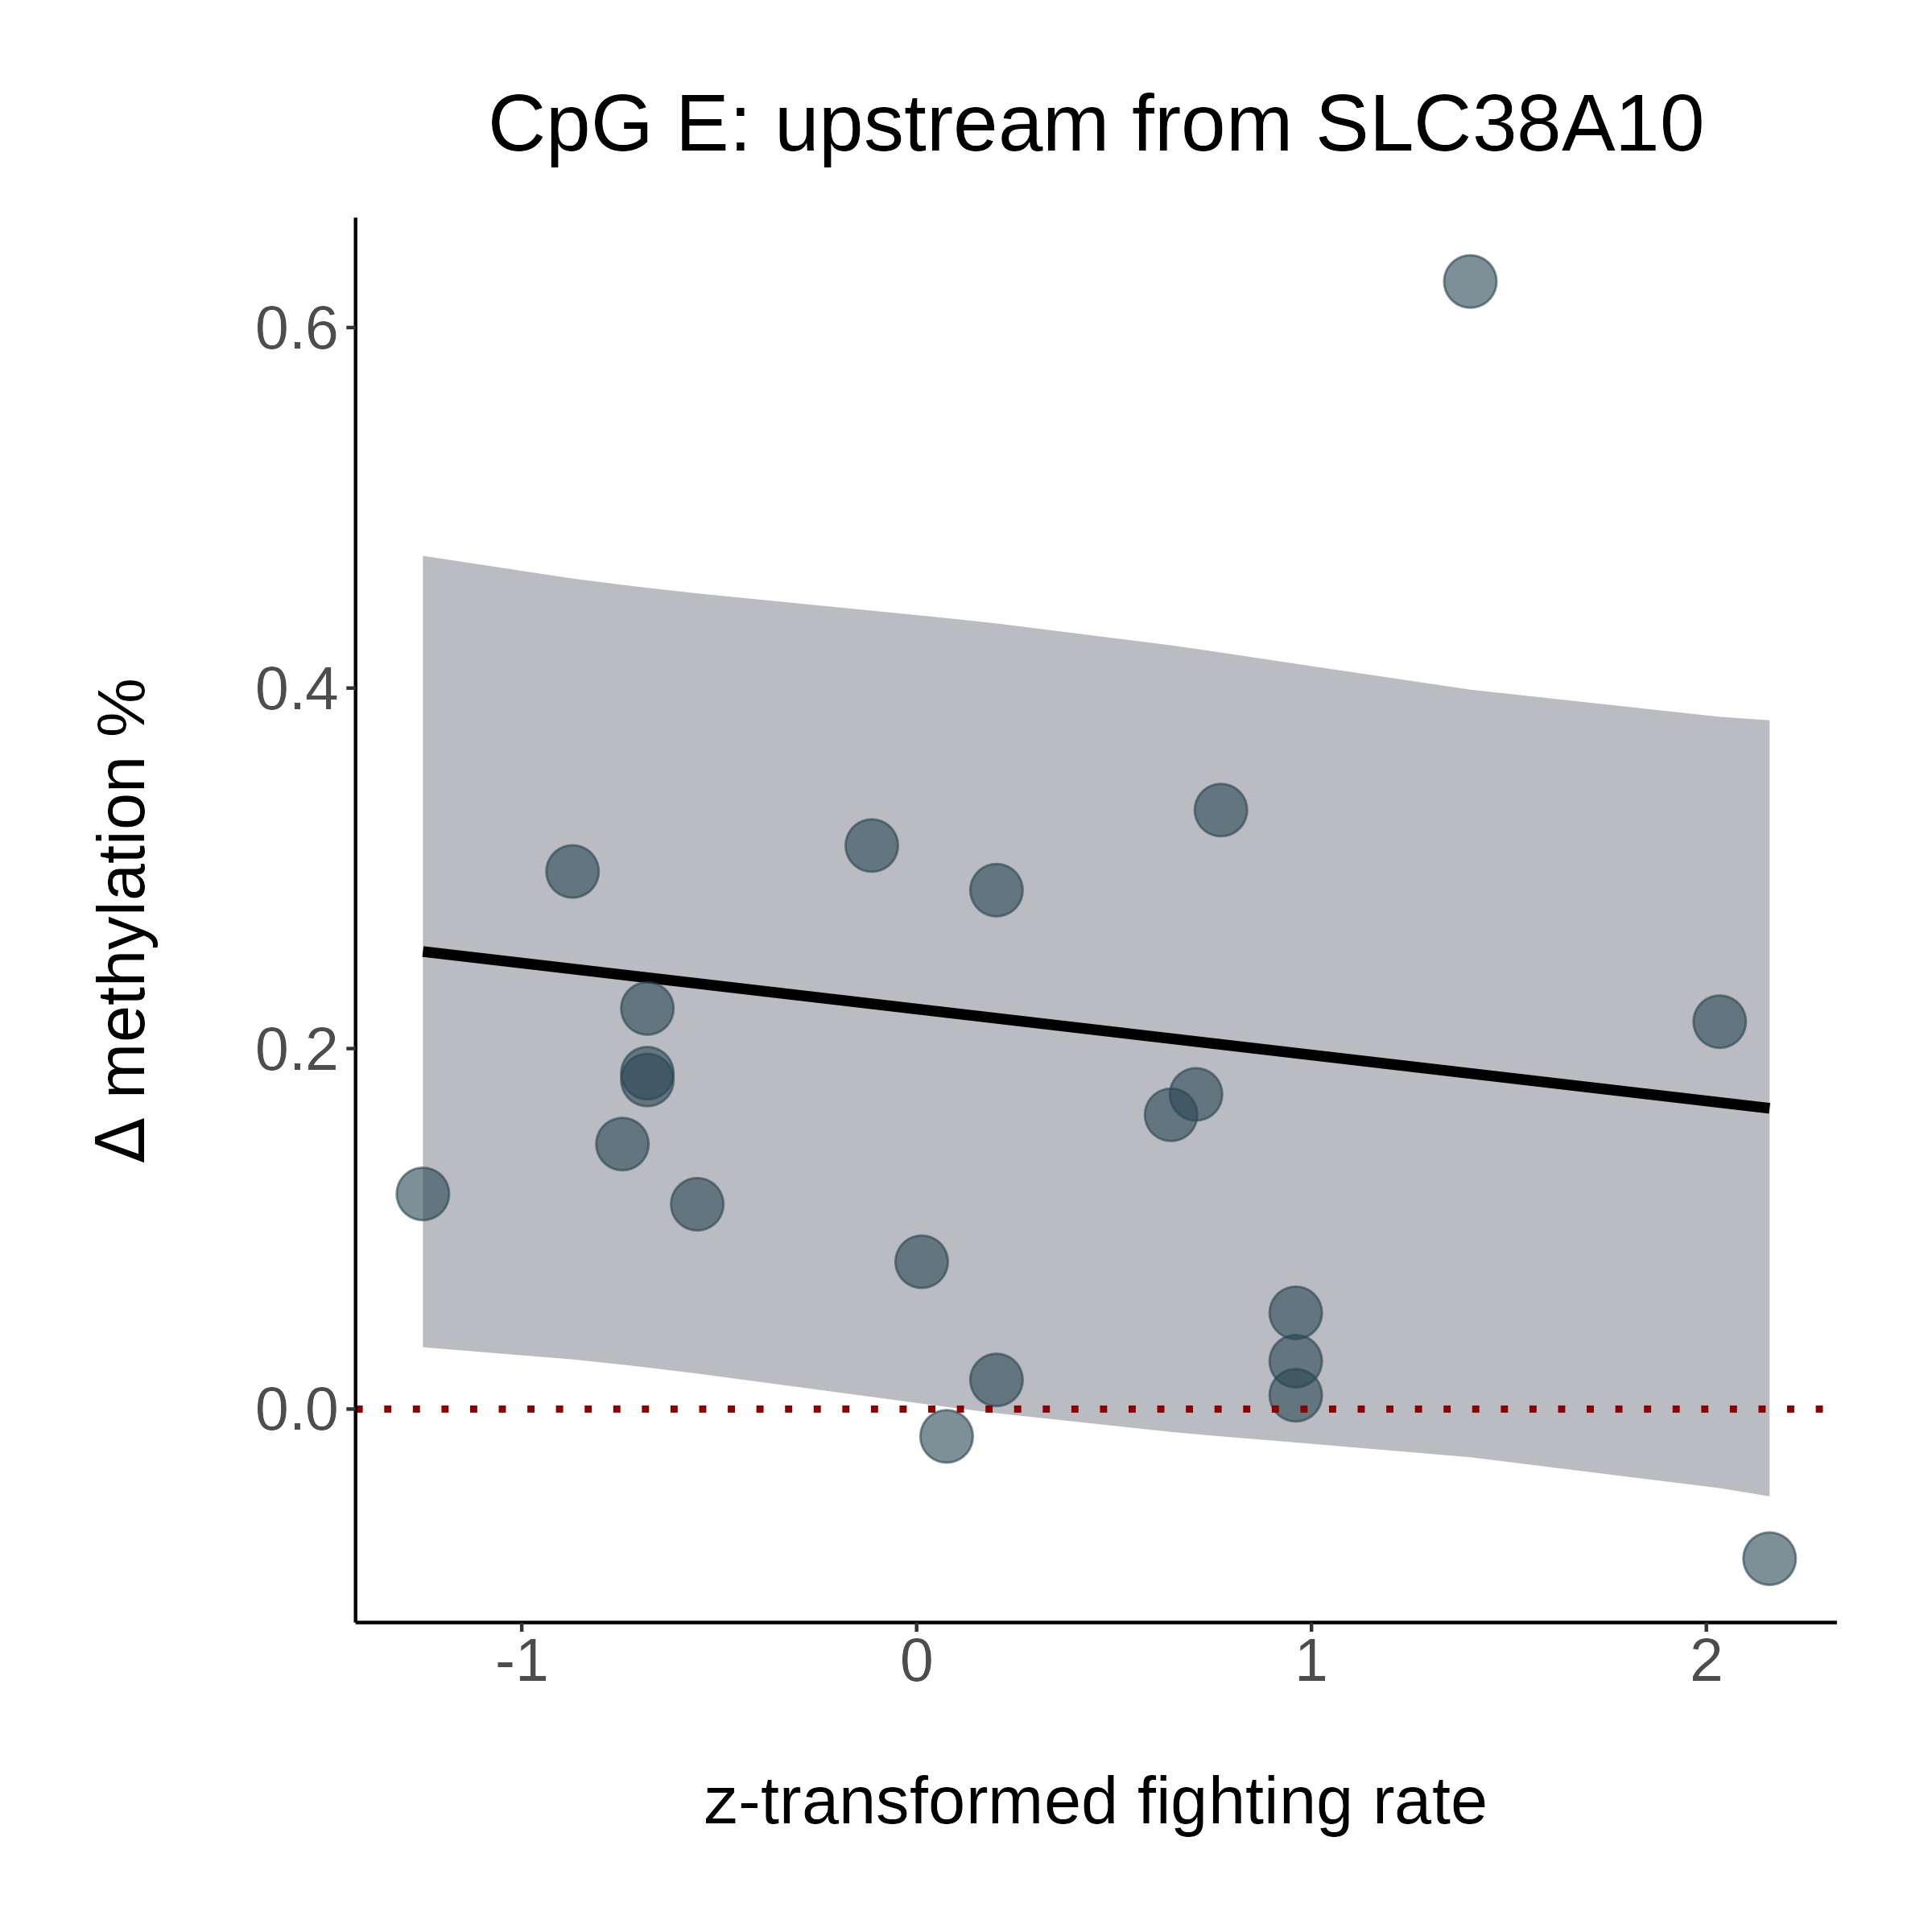 CpG E: upstream from SLC38A10
Δ methylation %
0.6
0.4
0.2
0.0
-1 0 1 2
z-transformed fighting rate